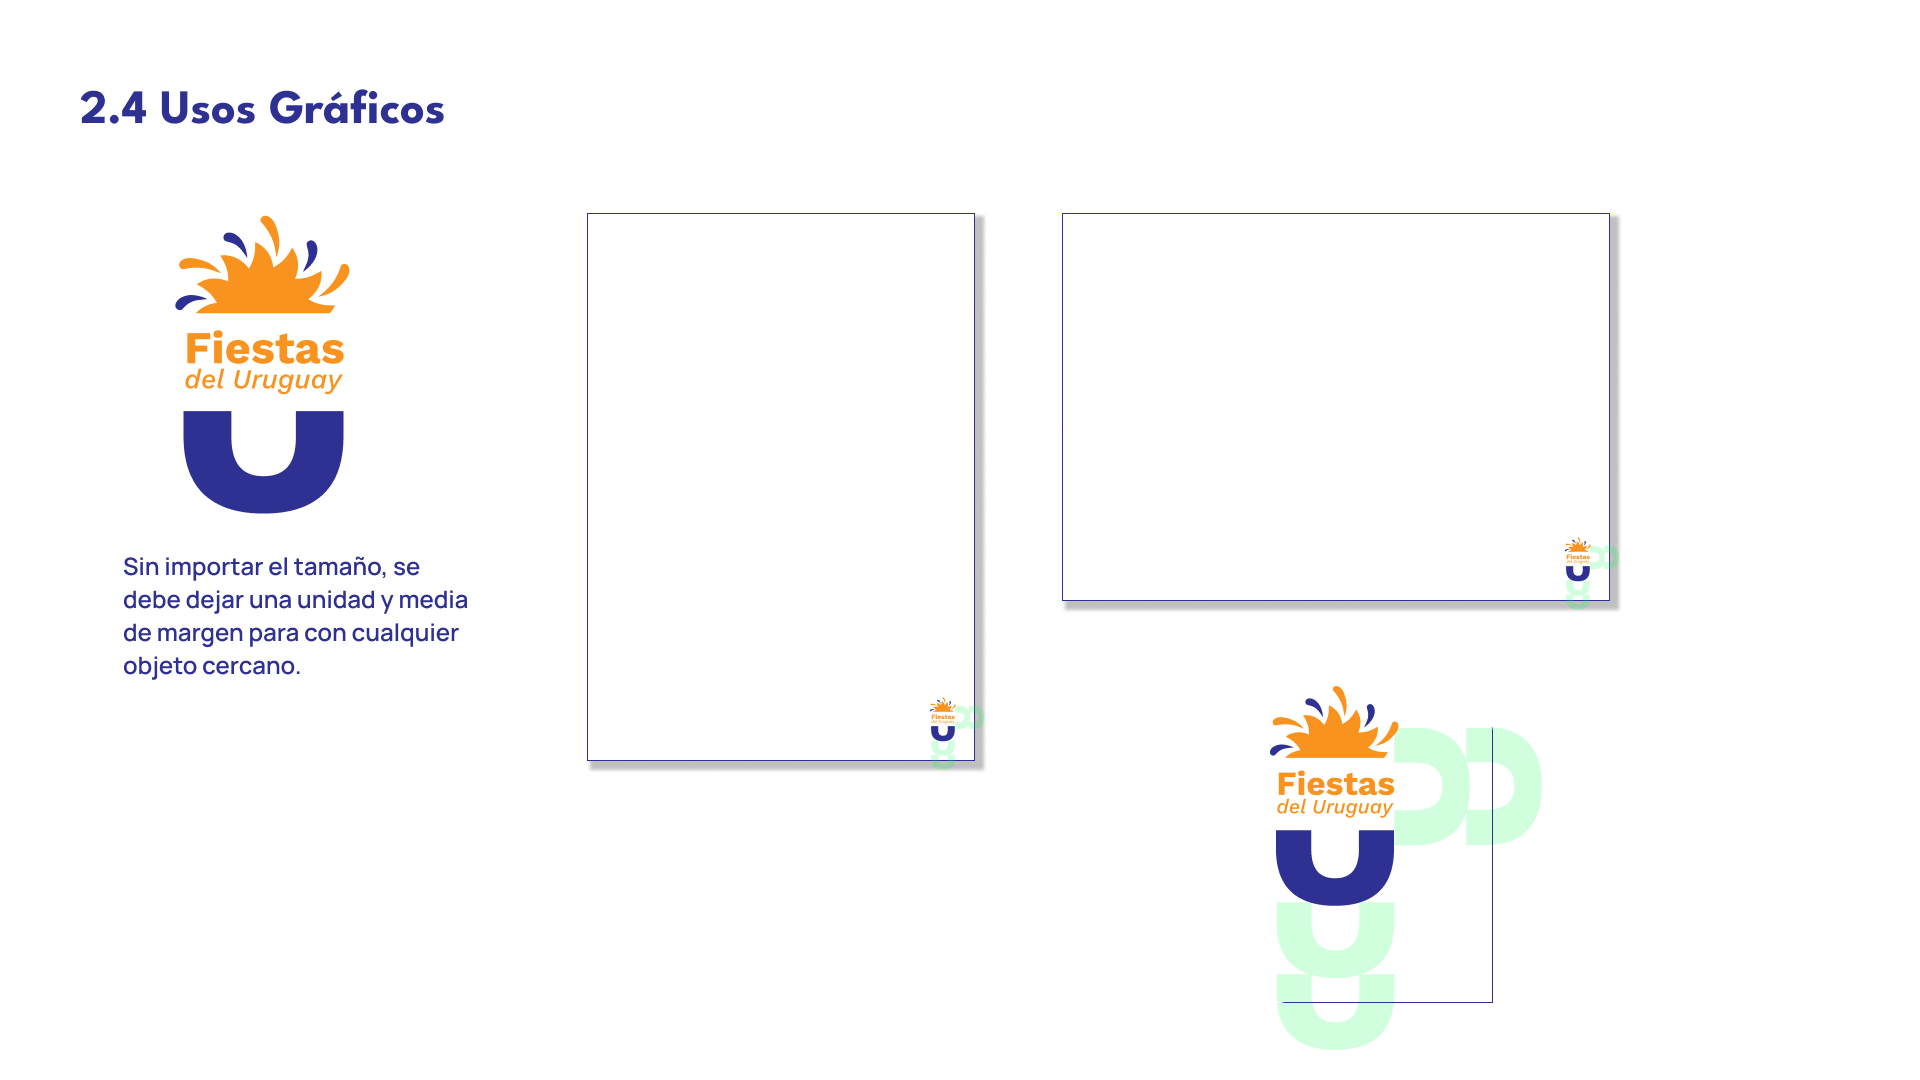 2.4 Usos Gráficos
Fiestas
del Uruguay
U
Sin importar el tamaño, se
debe dejar una unidad y media
de margen para con cualquier
objeto cercano.
Fiestas
del Uruguay
U
Fiestas
del Uruguay
U
Fiestas
del Uruguay
U